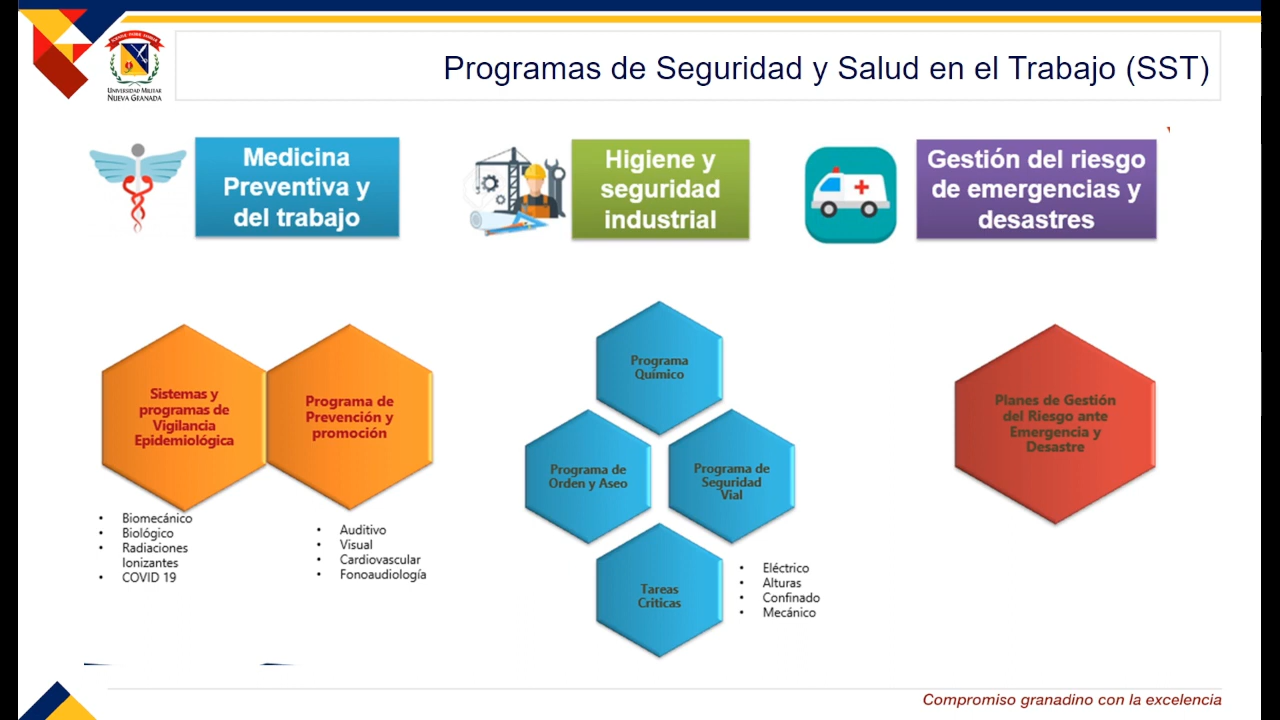 UNIVERSIDAD MILITAR
NUEVA GRANADA
Programas de Seguridad y Salud en el Trabajo (SST)
Medicina
Preventiva y
del trabajo
Higiene y
seguridad
industrial
Gestión del riesgo
de emergencias y
desastres
Sistemas y
programas de
Vigilancia
Epidemiológica
Programa de
Prevención y
promoción
• Biomecánico
• Biológico
• Radiaciones
Ionizantes
• COVID 19
• Auditivo
• Visual
• Cardiovascular
• Fonoaudiología
Programa
Químico
Programa de
Orden y Aseo
Programa de
Seguridad
Vial
Tareas
Criticas
• Eléctrico
• Alturas
• Confinado
• Mecánico
Planes de Gestión
del Riesgo ante
Emergencia y
Desastre
Compromiso granadino con la excelencia